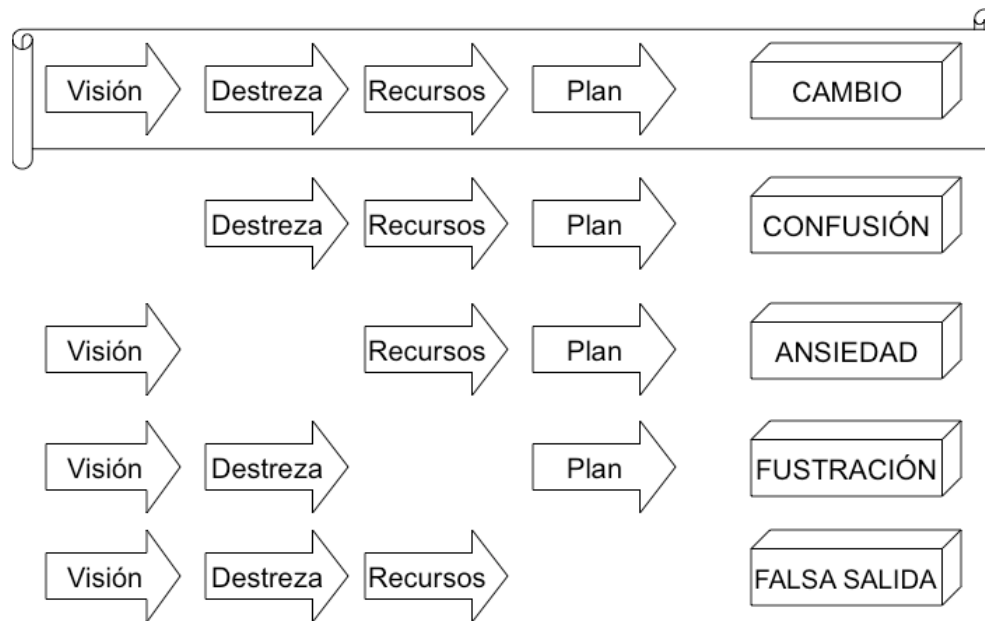 Visión Destreza Recursos Plan CAMBIO
Destreza Recursos Plan CONFUSIÓN
Visión Recursos Plan ANSIEDAD
Visión Destreza Plan FUSTRACIÓN
Visión Destreza Recursos FALSA SALIDA